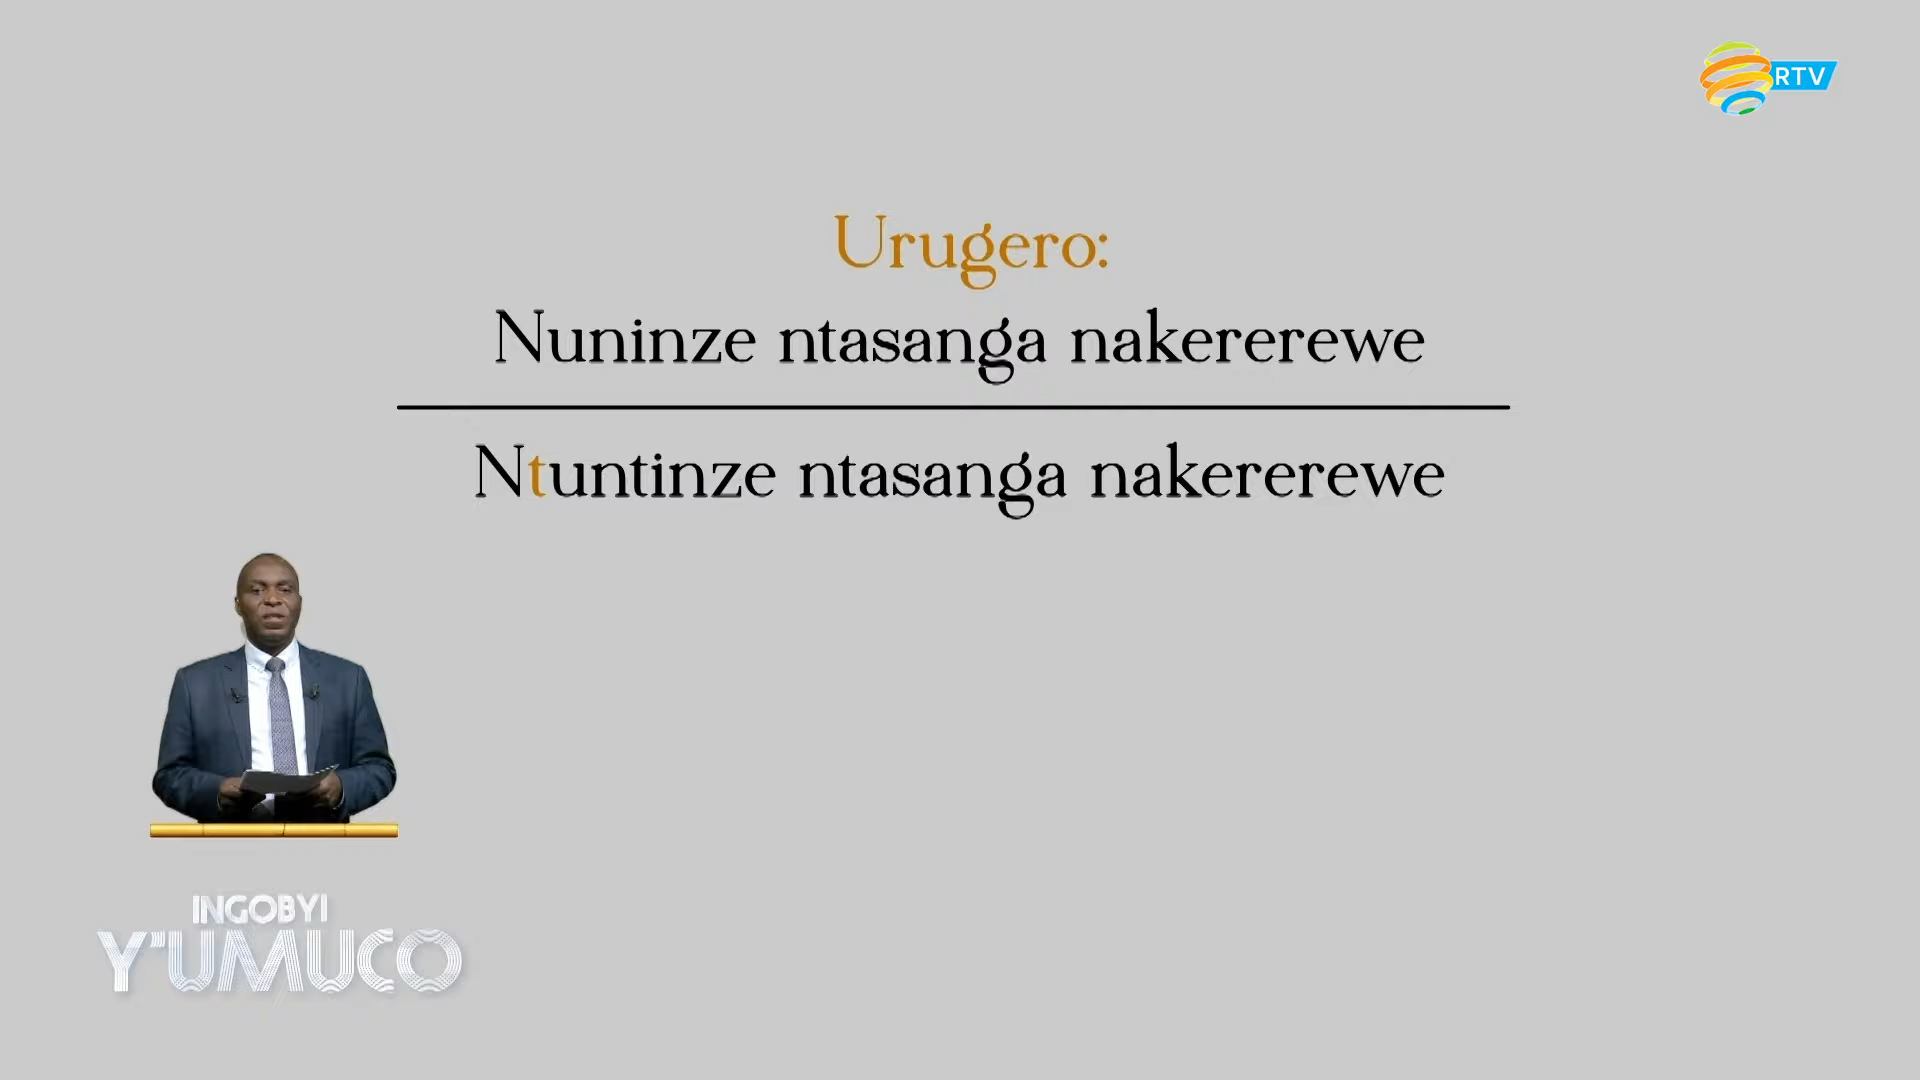 RTV
Urugero:
Nuninze ntasanga nakererewe
Ntuntinze ntasanga nakererewe
INGOBYI
Y'UMUCO